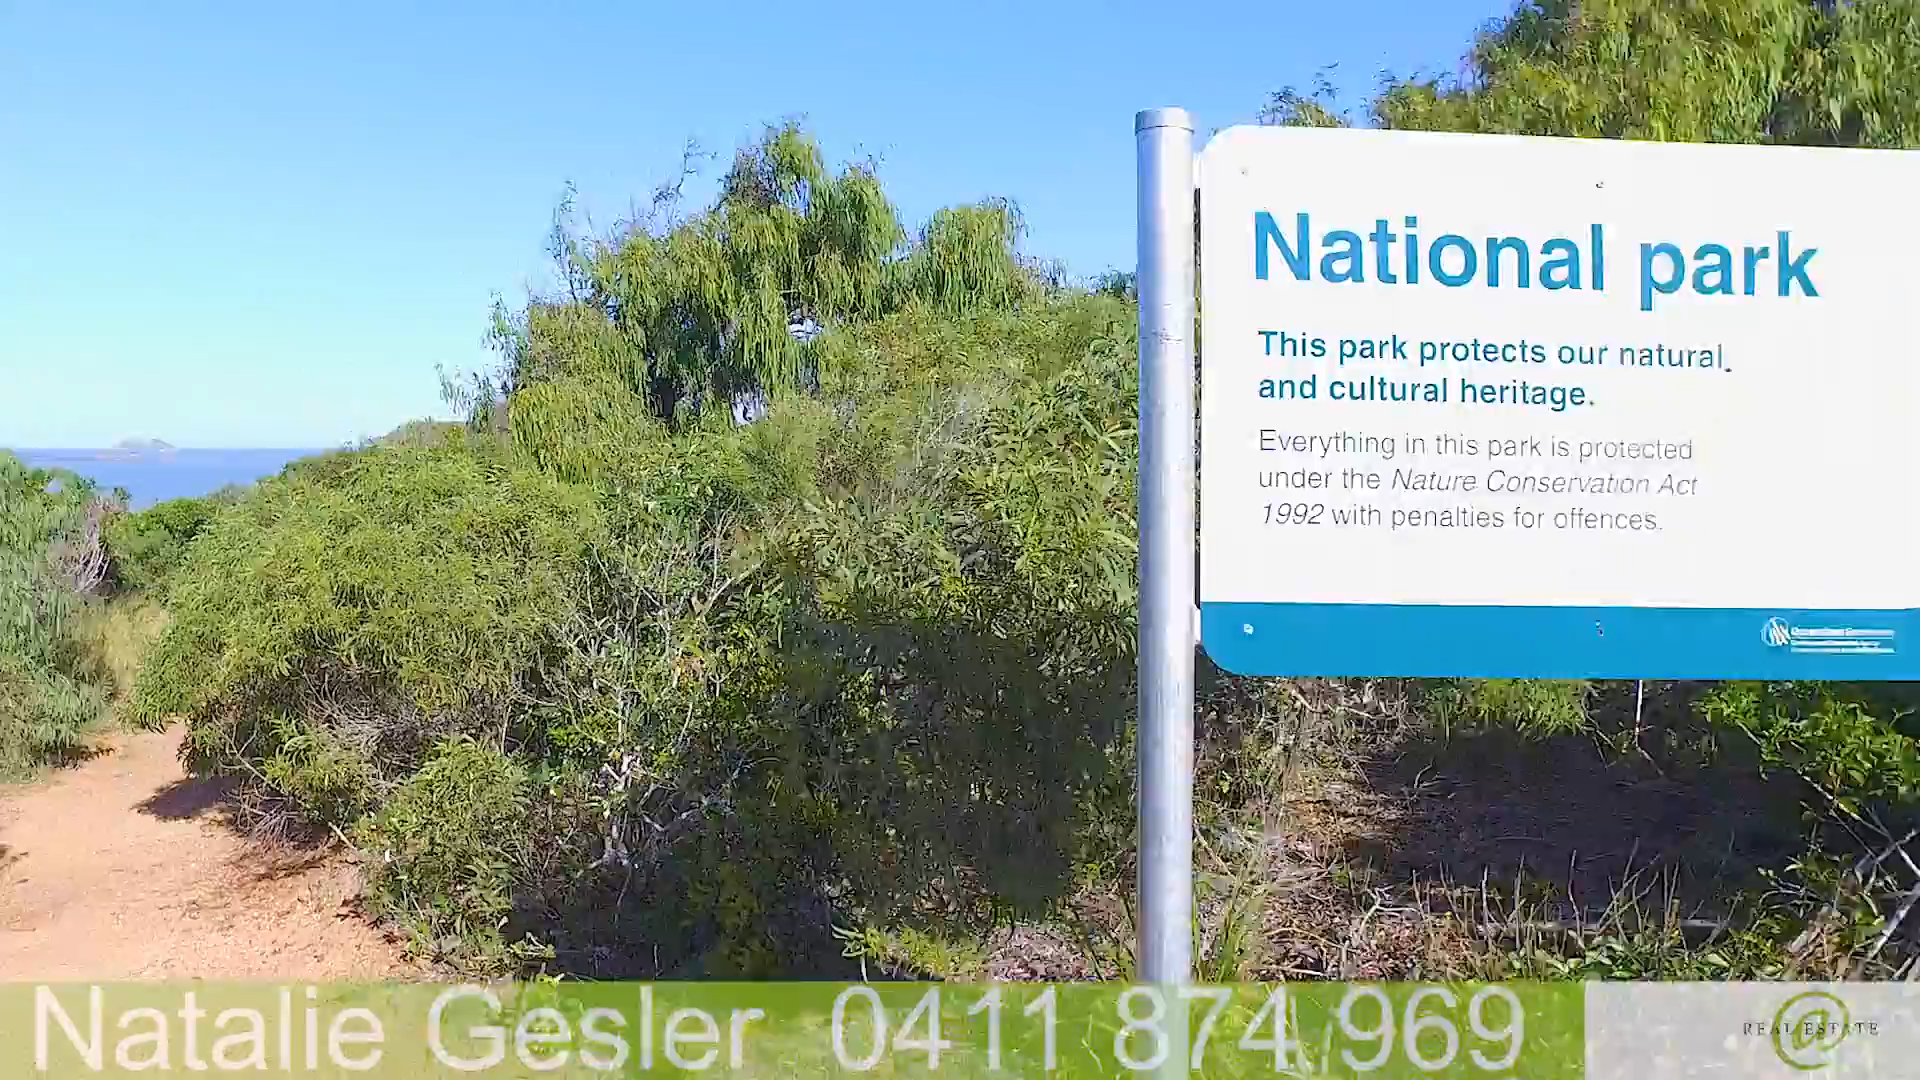 National park
This park protects our natural
and cultural heritage.
Everything in this park is protected
under the Nature Conservation Act
1992 with penalties for offences.
Natalie Gesler 0411 874 969
REAL ESTATE
@